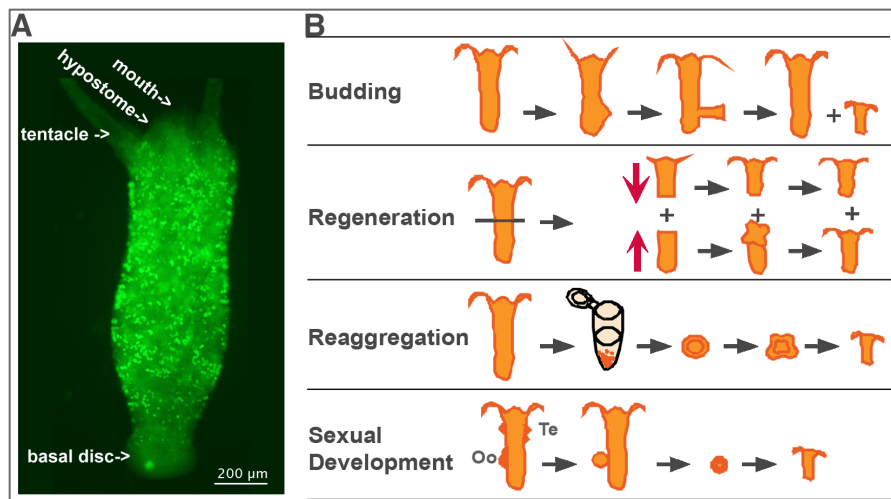 A
mouth->
hypostome->
tentacle ->
basal disc->
200 µm
B
Budding
+
Regeneration
+ + +
Reaggregation
Sexual
Development
Te
Oo